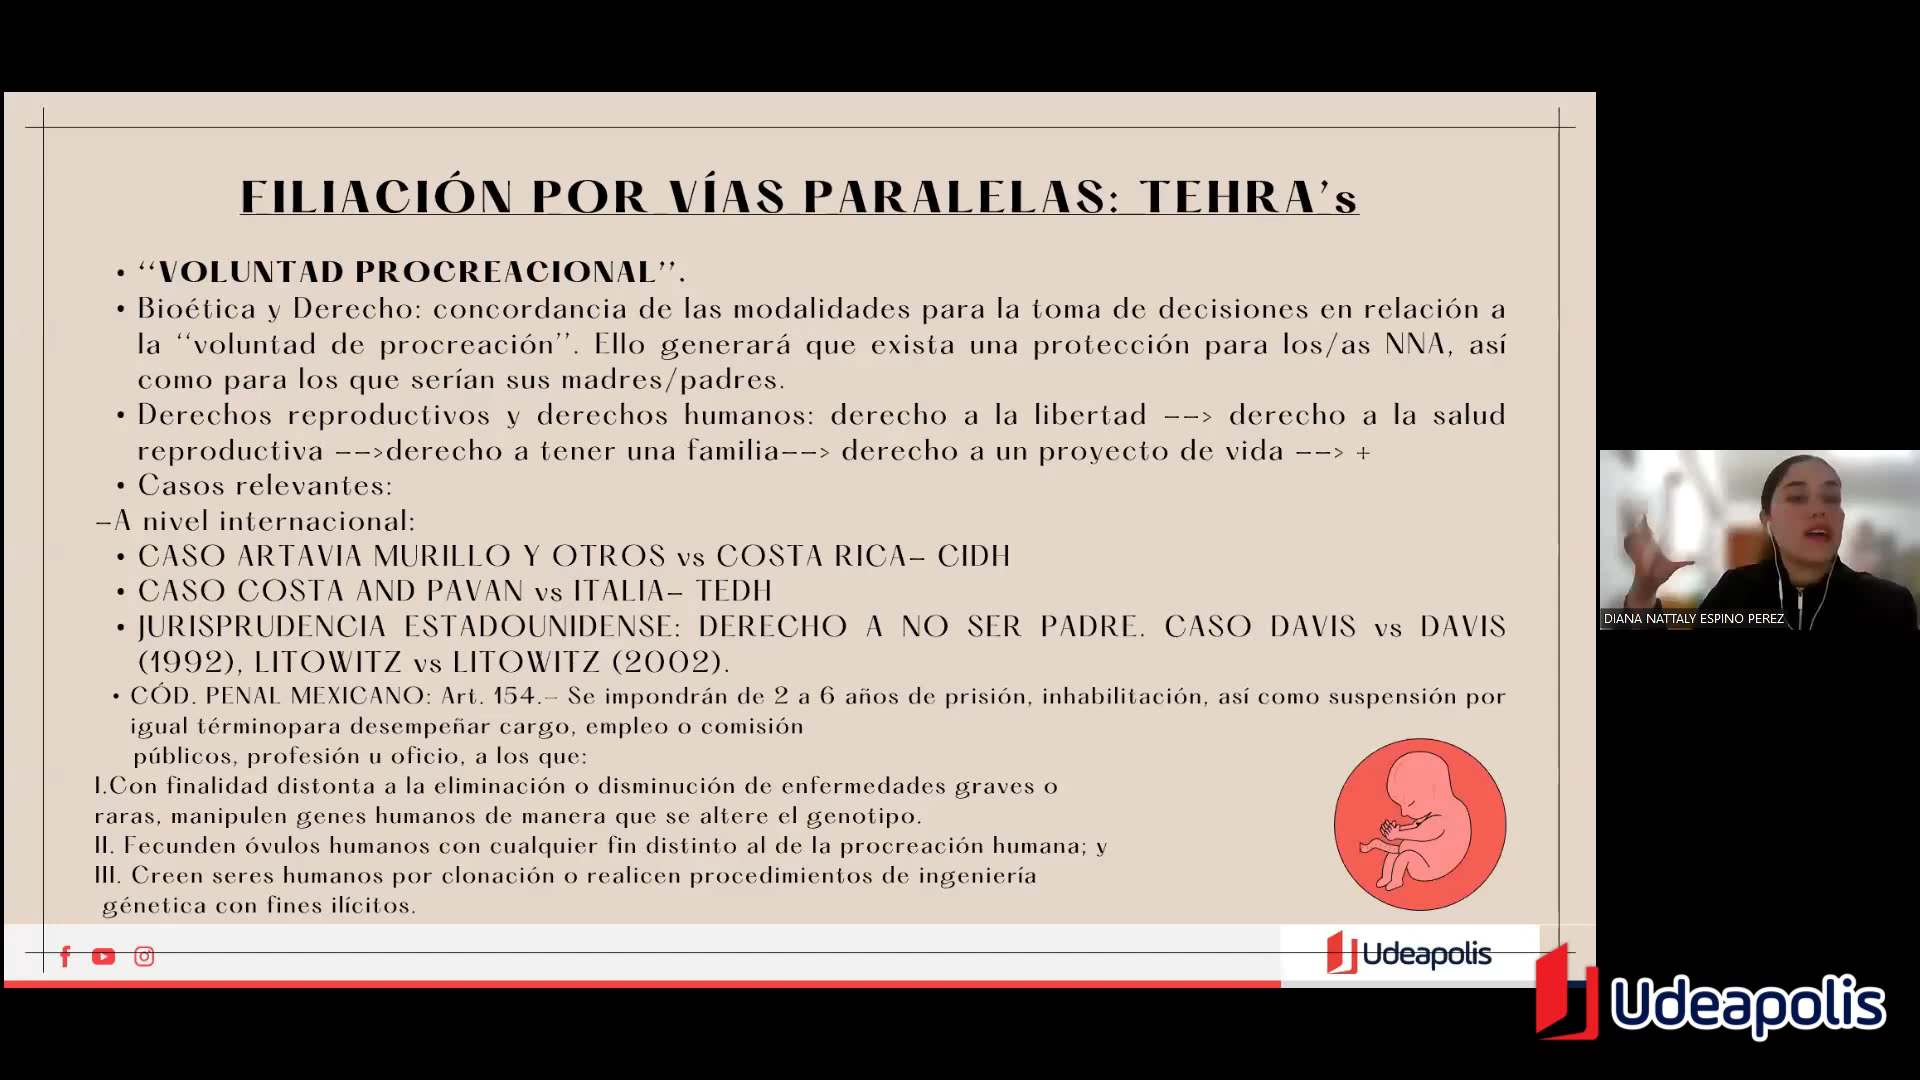 FILIACIÓN POR VÍAS PARALELAS: TEHRA's
• ‘‘VOLUNTAD PROCREACIONAL’’.
• Bioética y Derecho: concordancia de las modalidades para la toma de decisiones en relación a
la ‘‘voluntad de procreación’’. Ello generará que exista una protección para los/as NNA, así
como para los que serían sus madres/padres.
• Derechos reproductivos y derechos humanos: derecho a la libertad --> derecho a la salud
reproductiva -->derecho a tener una familia--> derecho a un proyecto de vida --> +
• Casos relevantes:
-A nivel internacional:
• CASO ARTAVIA MURILLO Y OTROS vs COSTA RICA- CIDH
• CASO COSTA AND PAVAN vs ITALIA- TEDH
• JURISPRUDENCIA ESTADOUNIDENSE: DERECHO A NO SER PADRE. CASO DAVIS vs DAVIS
(1992), LITOWITZ vs LITOWITZ (2002).
• CÓD. PENAL MEXICANO: Art. 154.- Se impondrán de 2 a 6 años de prisión, inhabilitación, así como suspensión por
igual términopara desempeñar cargo, empleo o comisión
públicos, profesión u oficio, a los que:
I.Con finalidad distonta a la eliminación o disminución de enfermedades graves o
raras, manipulen genes humanos de manera que se altere el genotipo.
II. Fecunden óvulos humanos con cualquier fin distinto al de la procreación humana; y
III. Creen seres humanos por clonación o realicen procedimientos de ingeniería
génetica con fines ilícitos.
Udeapolis
DIANA NATTALY ESPINO PEREZ
Udeapolis